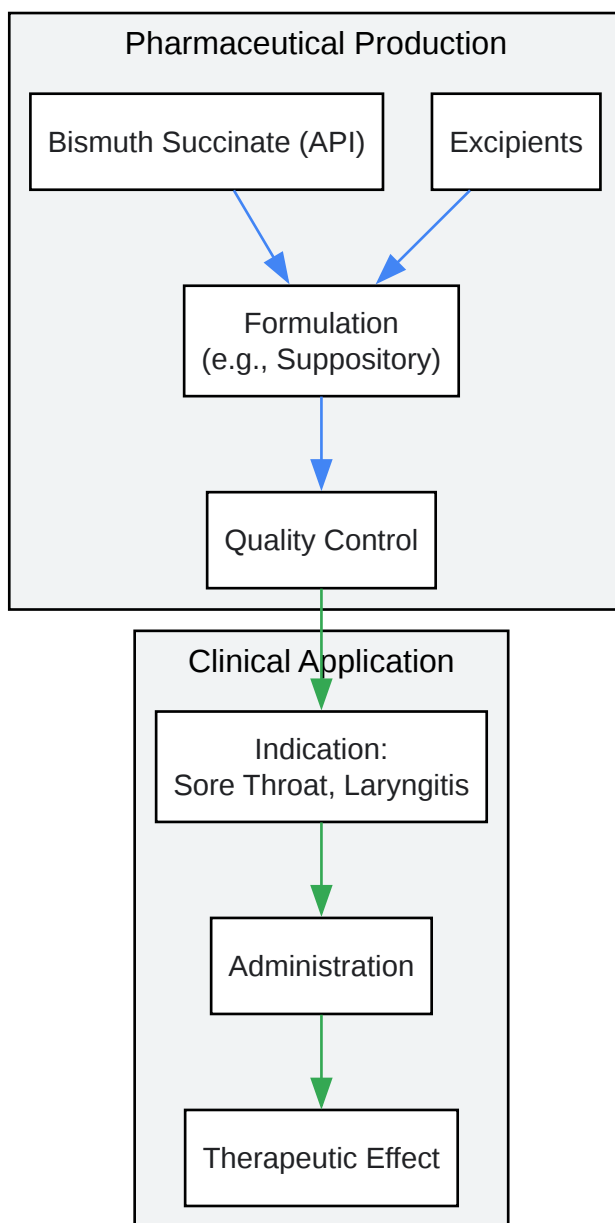 Pharmaceutical Production
Bismuth Succinate (API)
Excipients
Formulation
(e.g., Suppository)
Quality Control
Clinical Application
Indication:
Sore Throat, Laryngitis
Administration
Therapeutic Effect